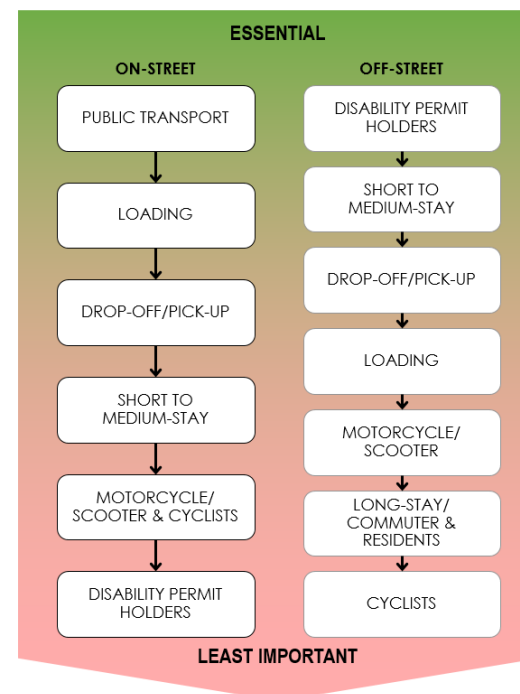 ESSENTIAL
ON-STREET
PUBLIC TRANSPORT
LOADING
DROP-OFF/PICK-UP
SHORT TO
MEDIUM-STAY
MOTORCYCLE/
SCOOTER & CYCLISTS
DISABILITY PERMIT
HOLDERS
OFF-STREET
DISABILITY PERMIT
HOLDERS
SHORT TO
MEDIUM-STAY
DROP-OFF/PICK-UP
LOADING
MOTORCYCLE/
SCOOTER
LONG-STAY/
COMMUTER &
RESIDENTS
CYCLISTS
LEAST IMPORTANT